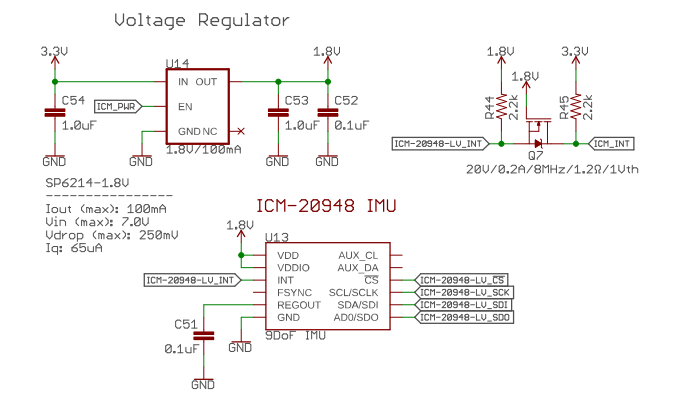 Voltage Regulator
3.3V
U14
1.8V
IN OUT
C54
1.0uF
ICM_PWR
EN
GND NC
1.8V/100mA
C53
1.0uF
C52
0.1uF
GND
GND
GND
GND
SP6214-1.8V
------------------
Iout (max): 100mA
Vin (max): 7.0V
Vdrop (max): 250mV
Iq: 65uA
1.8V
3.3V
1.8V
R44
2.2k
R45
2.2k
ICM-20948-LV_INT
ICM_INT
Q7
20V/0.2A/8MHz/1.2Ω/1Vth
ICM-20948 IMU
1.8V
U13
VDD
VDDIO
INT
FSYNC
REGOUT
GND
AUX_CL
AUX_DA
CS
SCL/SCLK
SDA/SDI
AD0/SDO
9DoF IMU
ICM-20948-LV_INT
ICM-20948-LV_CS
ICM-20948-LV_SCK
ICM-20948-LV_SDI
ICM-20948-LV_SDO
C51
0.1uF
GND
GND